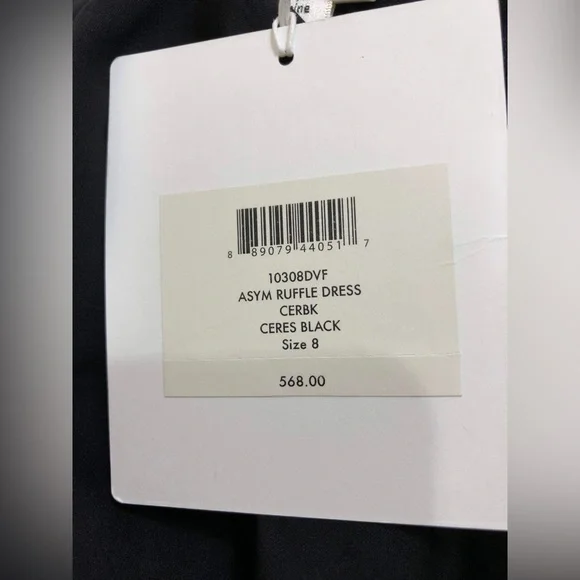 8 89079 44051 7
10308DVF
ASYM RUFFLE DRESS
CERBK
CERES BLACK
Size 8
568.00